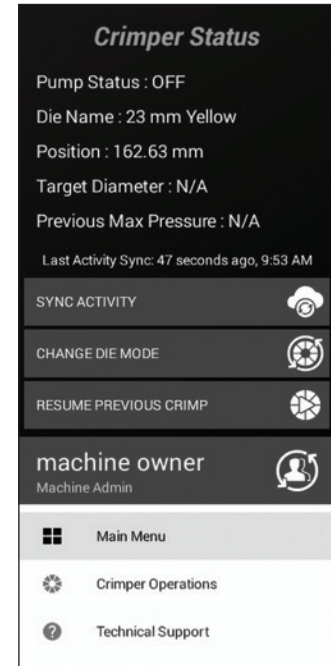 Crimper Status
Pump Status : OFF
Die Name : 23 mm Yellow
Position : 162.63 mm
Target Diameter : N/A
Previous Max Pressure : N/A
Last Activity Sync: 47 seconds ago, 9:53 AM
SYNC ACTIVITY
CHANGE DIE MODE
RESUME PREVIOUS CRIMP
machine owner
Machine Admin
Main Menu
Crimper Operations
? Technical Support